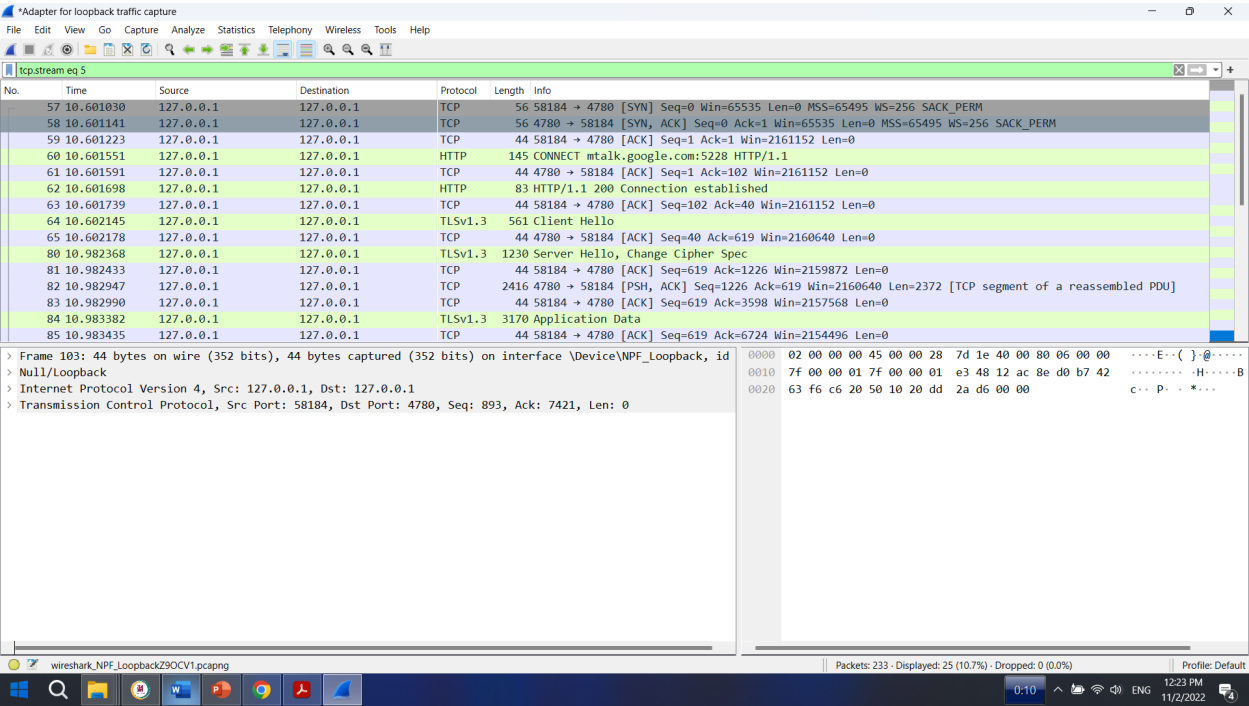 *Adapter for loopback traffic capture
File Edit View Go Capture Analyze Statistics Telephony Wireless Tools Help
tcp.stream eq 5
No. Time Source Destination Protocol Length Info
57 10.601030 127.0.0.1 127.0.0.1 TCP 56 58184 → 4780 [SYN] Seq=0 Win=65535 Len=0 MSS=65495 WS=256 SACK_PERM
58 10.601141 127.0.0.1 127.0.0.1 TCP 56 4780 → 58184 [SYN, ACK] Seq=0 Ack=1 Win=65535 Len=0 MSS=65495 WS=256 SACK_PERM
59 10.601223 127.0.0.1 127.0.0.1 TCP 44 58184 → 4780 [ACK] Seq=1 Ack=1 Win=2161152 Len=0
60 10.601551 127.0.0.1 127.0.0.1 HTTP 145 CONNECT mtalk.google.com:5228 HTTP/1.1
61 10.601591 127.0.0.1 127.0.0.1 TCP 44 4780 → 58184 [ACK] Seq=1 Ack=102 Win=2161152 Len=0
62 10.601698 127.0.0.1 127.0.0.1 HTTP 83 HTTP/1.1 200 Connection established
63 10.601739 127.0.0.1 127.0.0.1 TCP 44 58184 → 4780 [ACK] Seq=102 Ack=40 Win=2161152 Len=0
64 10.602145 127.0.0.1 127.0.0.1 TLSv1.3 561 Client Hello
65 10.602178 127.0.0.1 127.0.0.1 TCP 44 4780 → 58184 [ACK] Seq=40 Ack=619 Win=2160640 Len=0
80 10.982368 127.0.0.1 127.0.0.1 TLSv1.3 1230 Server Hello, Change Cipher Spec
81 10.982433 127.0.0.1 127.0.0.1 TCP 44 58184 → 4780 [ACK] Seq=619 Ack=1226 Win=2159872 Len=0
82 10.982947 127.0.0.1 127.0.0.1 TCP 2416 4780 → 58184 [PSH, ACK] Seq=1226 Ack=619 Win=2160640 Len=2372 [TCP segment of a reassembled PDU]
83 10.982990 127.0.0.1 127.0.0.1 TCP 44 58184 → 4780 [ACK] Seq=619 Ack=3598 Win=2157568 Len=0
84 10.983382 127.0.0.1 127.0.0.1 TLSv1.3 3170 Application Data
85 10.983435 127.0.0.1 127.0.0.1 TCP 44 58184 → 4780 [ACK] Seq=619 Ack=6724 Win=2154496 Len=0
> Frame 103: 44 bytes on wire (352 bits), 44 bytes captured (352 bits) on interface \Device\NPF_Loopback, id
> Null/Loopback
> Internet Protocol Version 4, Src: 127.0.0.1, Dst: 127.0.0.1
> Transmission Control Protocol, Src Port: 58184, Dst Port: 4780, Seq: 893, Ack: 7421, Len: 0
0000 02 00 00 00 45 00 00 28 7d 1e 40 00 80 06 00 00 ····E··( }·@·····
0010 7f 00 00 01 7f 00 00 01 e3 48 12 ac 8e d0 b7 42 ········ ·H·····B
0020 63 f6 c6 20 50 10 20 dd 2a d6 00 00 c·· P· · *···
wireshark_NPF_LoopbackZ9OCV1.pcapng
Packets: 233 · Displayed: 25 (10.7%) · Dropped: 0 (0.0%)
Profile: Default
0:10
ENG
12:23 PM
11/2/2022
4